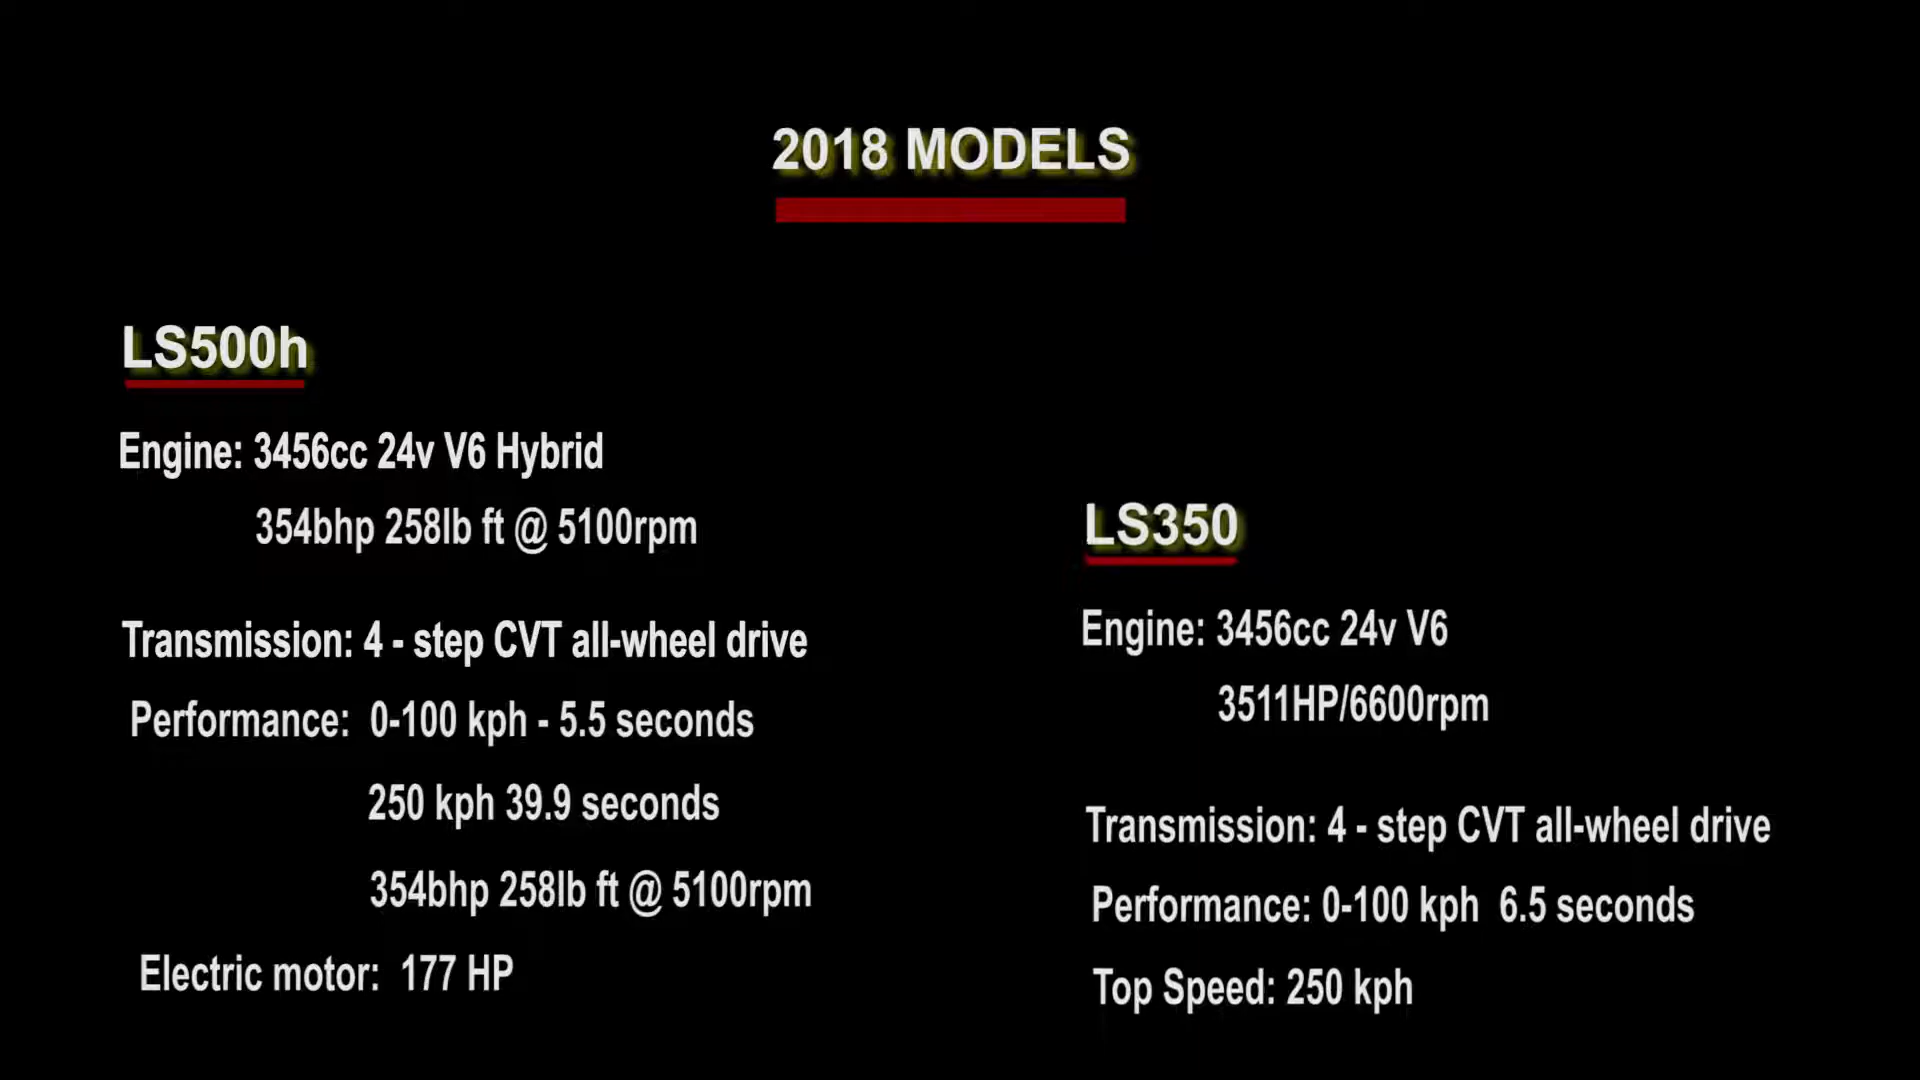 2018 MODELS
LS500h
Engine: 3456cc 24v V6 Hybrid
354bhp 258lb ft @ 5100rpm
Transmission: 4 - step CVT all-wheel drive
Performance: 0-100 kph - 5.5 seconds
250 kph 39.9 seconds
354bhp 258lb ft @ 5100rpm
Electric motor: 177 HP
LS350
Engine: 3456cc 24v V6
3511HP/6600rpm
Transmission: 4 - step CVT all-wheel drive
Performance: 0-100 kph 6.5 seconds
Top Speed: 250 kph